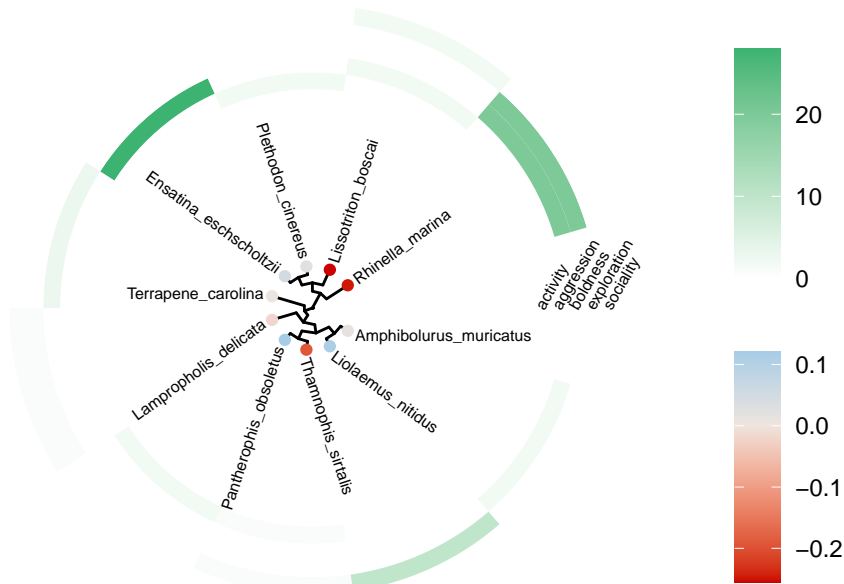 Plethodon_cinereus
Lissotriton_boscai
Ensatina_eschscholtzii
Rhinella_marina
Terrapene_carolina
Lampropholis_delicata
Amphibolurus_muricatus
Pantherophis_obsoletus
Thamnophis_sirtalis
Liolaemus_nitidus
activity
aggression
boldness
exploration
sociality
20
10
0
0.1
0.0
−0.1
−0.2